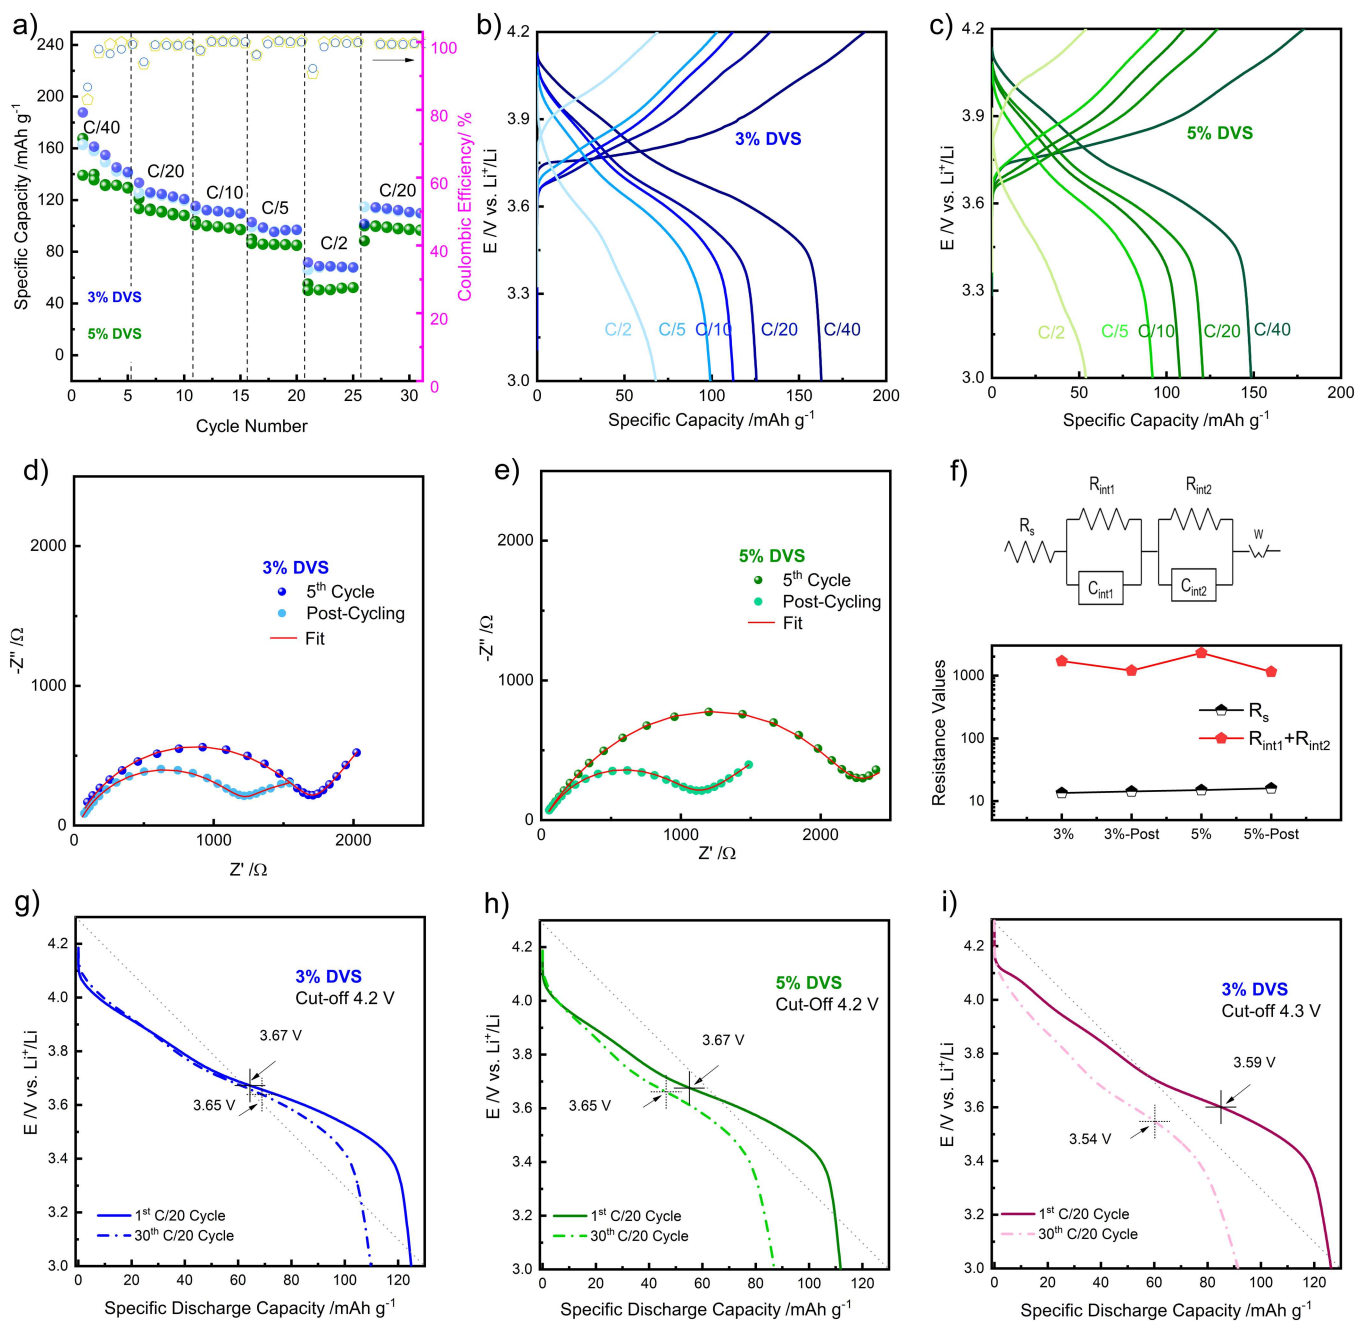 a)
240
200
160
120
80
40
0
Specific Capacity /mAh g⁻¹
C/40
C/20
C/10
C/5
C/2
C/20
3% DVS
5% DVS
0
5
10
15
20
25
30
Cycle Number
100
80
60
40
20
0
Coulombic Efficiency/ %
b)
4.2
3.9
3.6
3.3
3.0
E /V vs. Li⁺/Li
3% DVS
C/2
C/5
C/10
C/20
C/40
0
50
100
150
200
Specific Capacity /mAh g⁻¹
c)
4.2
3.9
3.6
3.3
3.0
E /V vs. Li⁺/Li
5% DVS
C/2
C/5
C/10
C/20
C/40
0
50
100
150
200
Specific Capacity /mAh g⁻¹
d)
2000
1000
0
-Z'' /Ω
3% DVS
5ᵗʰ Cycle
Post-Cycling
Fit
0
1000
2000
Z' /Ω
e)
2000
1000
0
-Z'' /Ω
5% DVS
5ᵗʰ Cycle
Post-Cycling
Fit
0
1000
2000
Z' /Ω
f)
Rs
Rint1
Cint1
Rint2
Cint2
W
1000
100
10
Resistance Values
Rs
Rint1+Rint2
3%
3%-Post
5%
5%-Post
g)
4.2
4.0
3.8
3.6
3.4
3.2
3.0
E /V vs. Li⁺/Li
3% DVS
Cut-off 4.2 V
3.67 V
3.65 V
1ˢᵗ C/20 Cycle
30ᵗʰ C/20 Cycle
0
20
40
60
80
100
120
Specific Discharge Capacity /mAh g⁻¹
h)
4.2
4.0
3.8
3.6
3.4
3.2
3.0
E /V vs. Li⁺/Li
5% DVS
Cut-Off 4.2 V
3.67 V
3.65 V
1ˢᵗ C/20 Cycle
30ᵗʰ C/20 Cycle
0
20
40
60
80
100
120
Specific Discharge Capacity /mAh g⁻¹
i)
4.2
4.0
3.8
3.6
3.4
3.2
3.0
E /V vs. Li⁺/Li
3% DVS
Cut-off 4.3 V
3.59 V
3.54 V
1ˢᵗ C/20 Cycle
30ᵗʰ C/20 Cycle
0
20
40
60
80
100
120
Specific Discharge Capacity /mAh g⁻¹